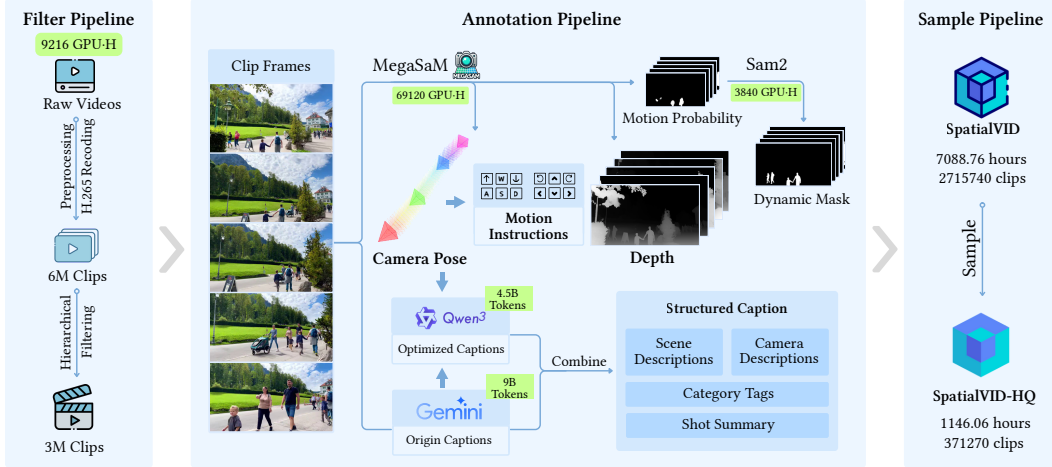 Filter Pipeline
9216 GPU·H
Raw Videos
Preprocessing
H.265 Recoding
6M Clips
Hierarchical
Filtering
3M Clips
Annotation Pipeline
Clip Frames
MegaSaM
MEGASAM
69120 GPU·H
Camera Pose
↑ W ↓
A S D
Motion
Instructions
Motion Probability
Sam2
3840 GPU·H
Dynamic Mask
Depth
4.5B
Tokens
Qwen3
Optimized Captions
9B
Tokens
Gemini
Origin Captions
Combine
Structured Caption
Scene
Descriptions
Camera
Descriptions
Category Tags
Shot Summary
Sample Pipeline
SpatialVID
7088.76 hours
2715740 clips
Sample
SpatialVID-HQ
1146.06 hours
371270 clips